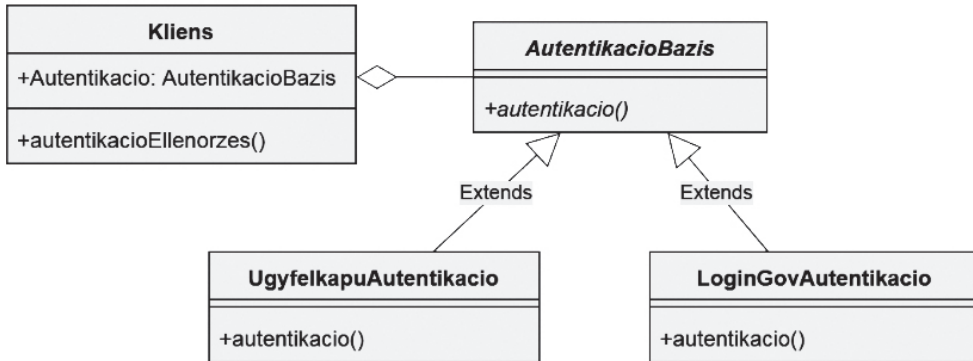 Kliens
+Autentikacio: AutentikacioBazis
+autentikacioEllenorzes()
AutentikacioBazis
+autentikacio()
Extends
Extends
UgyfelkapuAutentikacio
+autentikacio()
LoginGovAutentikacio
+autentikacio()